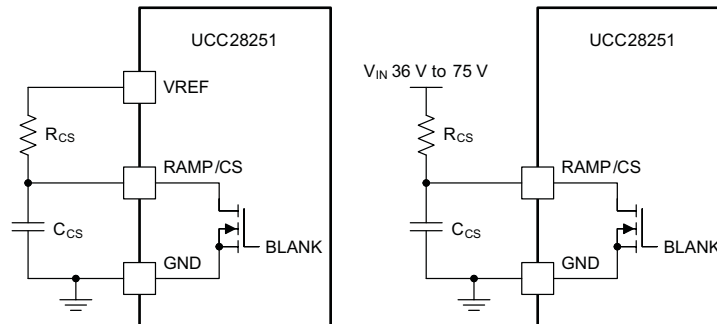 UCC28251
VREF
RCS
RAMP/CS
CCS
BLANK
GND
UCC28251
VIN 36 V to 75 V
RCS
RAMP/CS
CCS
BLANK
GND